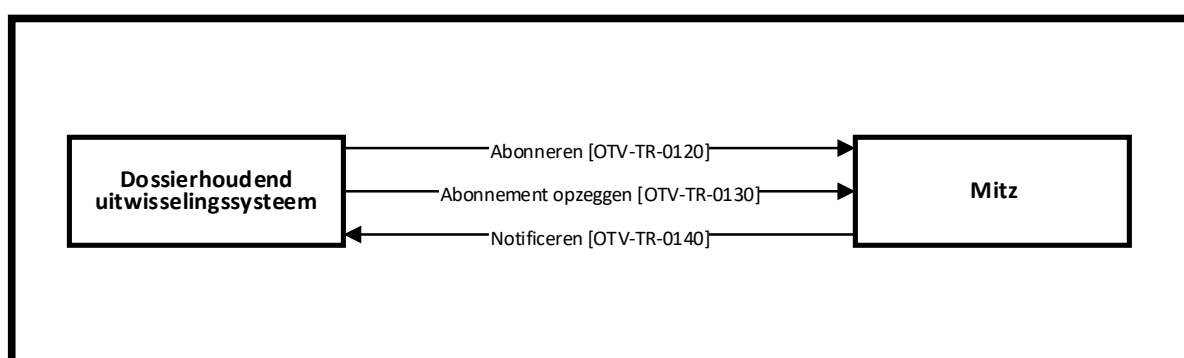 Dossierhoudend
uitwisselingssysteem
Abonneren [OTV-TR-0120]
Abonnement opzeggen [OTV-TR-0130]
Notificeren [OTV-TR-0140]
Mitz